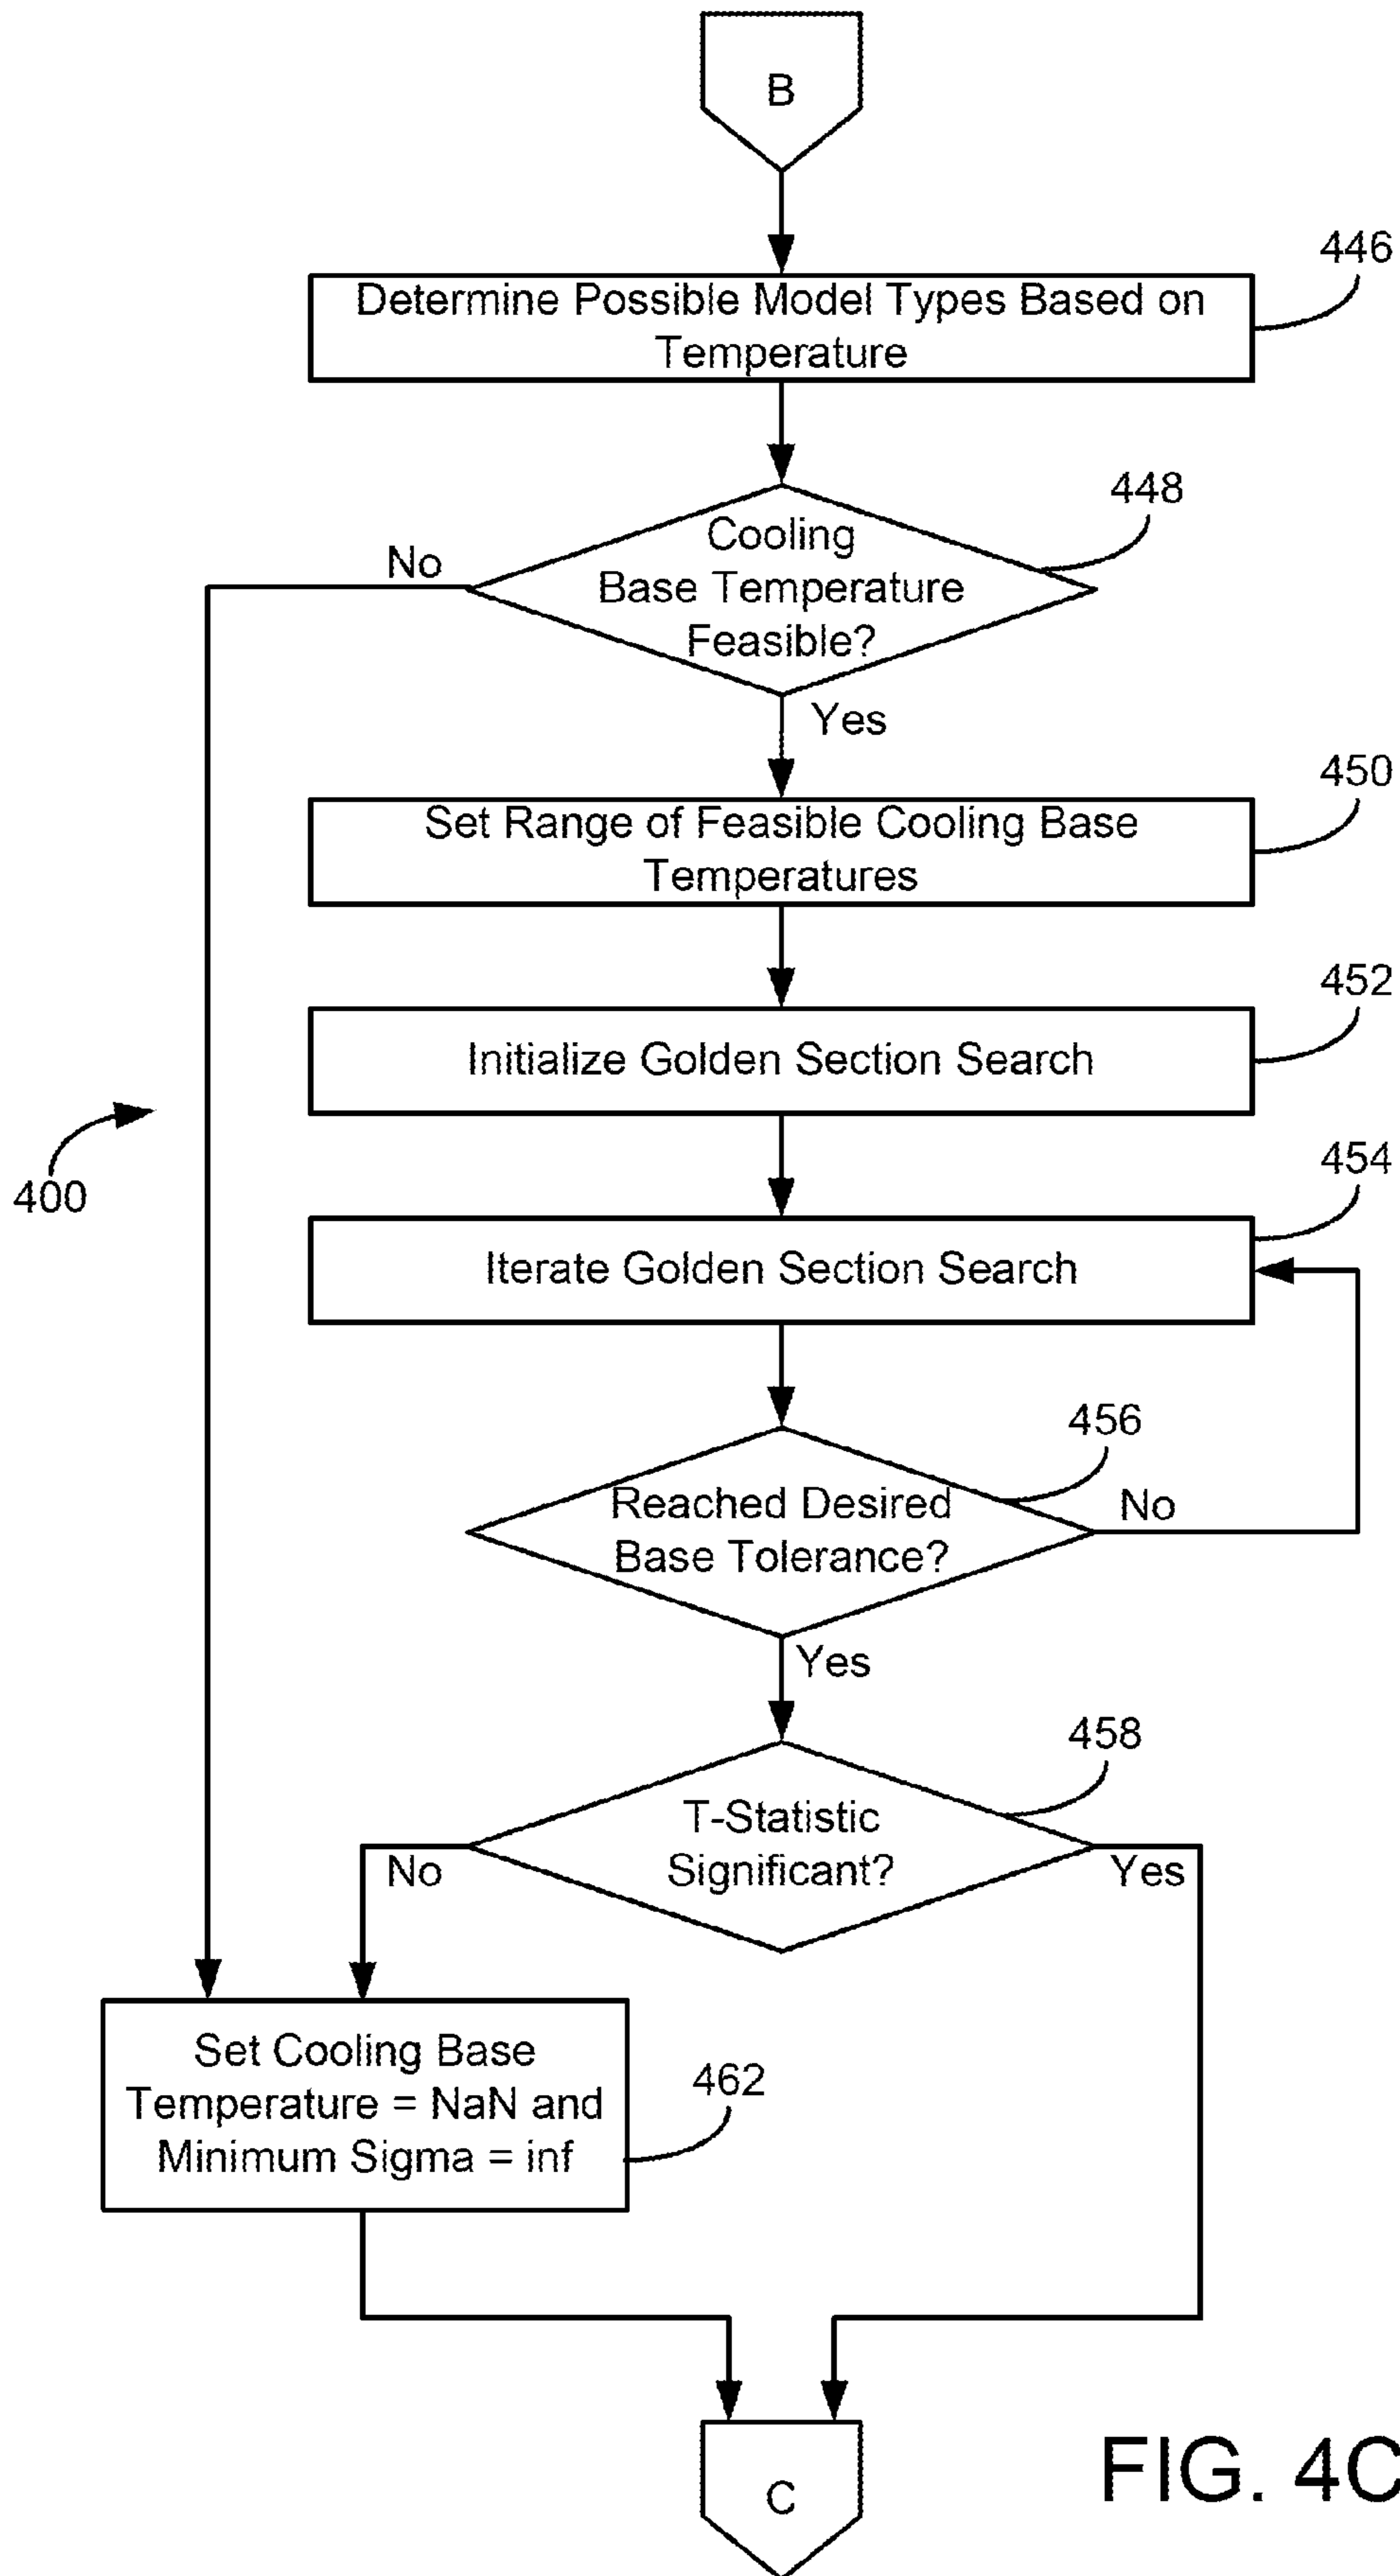 B
446
Determine Possible Model Types Based on
Temperature
448
Cooling
Base Temperature
Feasible?
No
Yes
450
Set Range of Feasible Cooling Base
Temperatures
452
Initialize Golden Section Search
400
454
Iterate Golden Section Search
456
Reached Desired
Base Tolerance?
No
Yes
458
T-Statistic
Significant?
No
Yes
Set Cooling Base
Temperature = NaN and
Minimum Sigma = inf
462
C
FIG. 4C